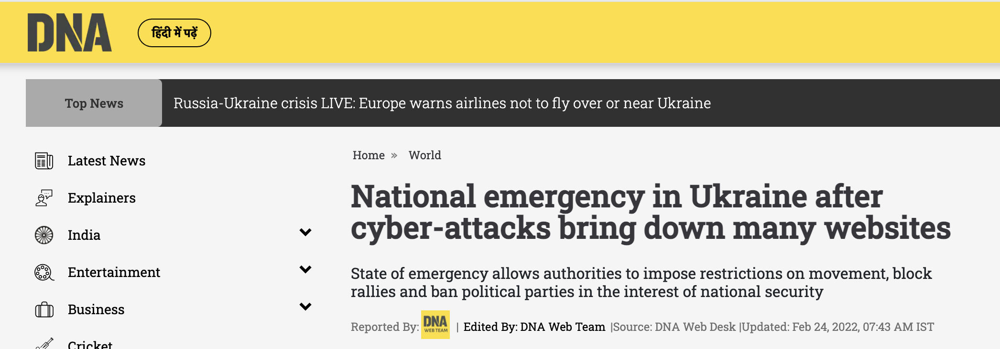 DNA
हिंदी में पढ़ें
Top News
Russia-Ukraine crisis LIVE: Europe warns airlines not to fly over or near Ukraine
Latest News
Explainers
India
Entertainment
Business
Cricket
Home » World
National emergency in Ukraine after
cyber-attacks bring down many websites
State of emergency allows authorities to impose restrictions on movement, block
rallies and ban political parties in the interest of national security
Reported By: DNA WEB TEAM | Edited By: DNA Web Team |Source: DNA Web Desk |Updated: Feb 24, 2022, 07:43 AM IST